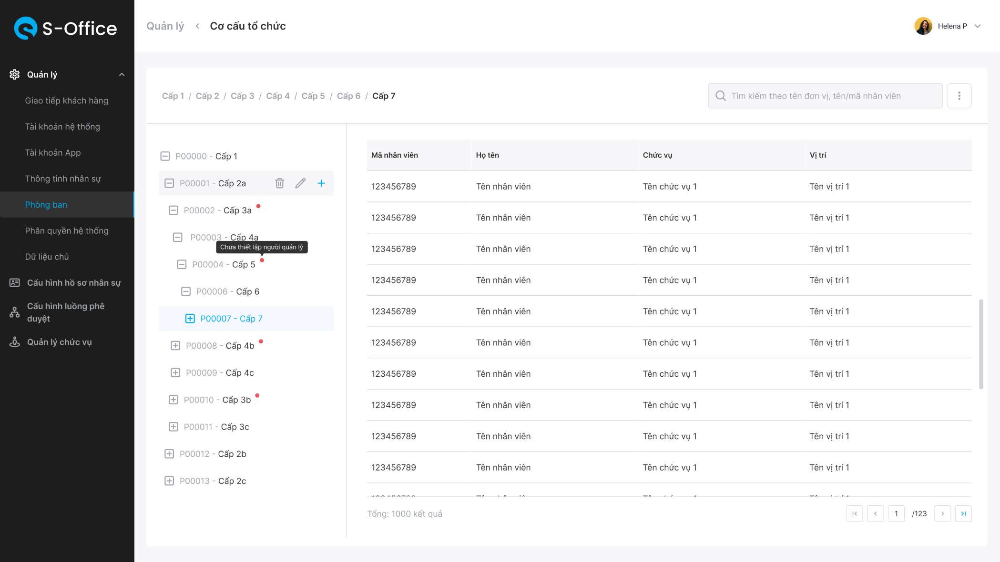 S-Office
Quản lý
Giao tiếp khách hàng
Tài khoản hệ thống
Tài khoản App
Thông tinh nhân sự
Phòng ban
Phân quyền hệ thống
Dữ liệu chủ
Cấu hình hồ sơ nhân sự
Cấu hình luồng phê
duyệt
Quản lý chức vụ
Quản lý < Cơ cấu tổ chức
Helena P
Cấp 1 / Cấp 2 / Cấp 3 / Cấp 4 / Cấp 5 / Cấp 6 / Cấp 7
Tìm kiếm theo tên đơn vị, tên/mã nhân viên
P00000 - Cấp 1
P00001 - Cấp 2a
P00002 - Cấp 3a
P00003 - Cấp 4a
Chưa thiết lập người quản lý
P00004 - Cấp 5
P00006 - Cấp 6
P00007 - Cấp 7
P00008 - Cấp 4b
P00009 - Cấp 4c
P00010 - Cấp 3b
P00011 - Cấp 3c
P00012 - Cấp 2b
P00013 - Cấp 2c
Mã nhân viên Họ tên Chức vụ Vị trí
123456789 Tên nhân viên Tên chức vụ 1 Tên vị trí 1
123456789 Tên nhân viên Tên chức vụ 1 Tên vị trí 1
123456789 Tên nhân viên Tên chức vụ 1 Tên vị trí 1
123456789 Tên nhân viên Tên chức vụ 1 Tên vị trí 1
123456789 Tên nhân viên Tên chức vụ 1 Tên vị trí 1
123456789 Tên nhân viên Tên chức vụ 1 Tên vị trí 1
123456789 Tên nhân viên Tên chức vụ 1 Tên vị trí 1
123456789 Tên nhân viên Tên chức vụ 1 Tên vị trí 1
123456789 Tên nhân viên Tên chức vụ 1 Tên vị trí 1
123456789 Tên nhân viên Tên chức vụ 1 Tên vị trí 1
Tổng: 1000 kết quả
1 /123